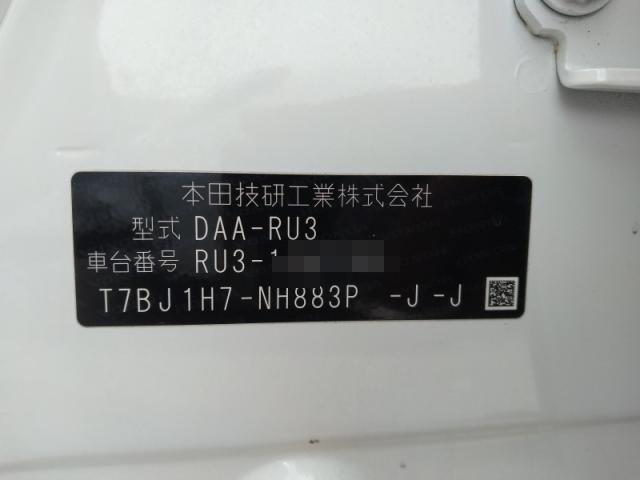 本田技研工業株式会社
型式 DAA-RU3
車台番号 RU3-1
T7BJ1H7-NH883P -J -J